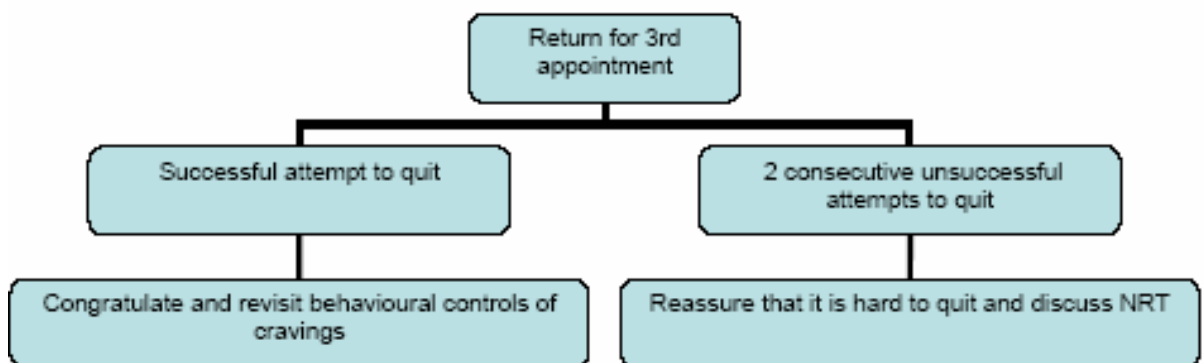 Return for 3rd
appointment
Successful attempt to quit
2 consecutive unsuccessful
attempts to quit
Congratulate and revisit behavioural controls of
cravings
Reassure that it is hard to quit and discuss NRT